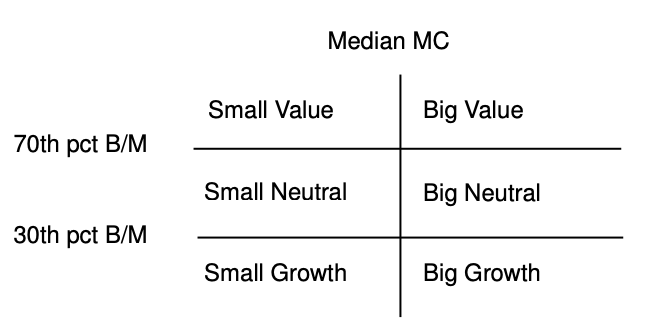 Median MC
Small Value
Big Value
70th pct B/M
Small Neutral
Big Neutral
30th pct B/M
Small Growth
Big Growth